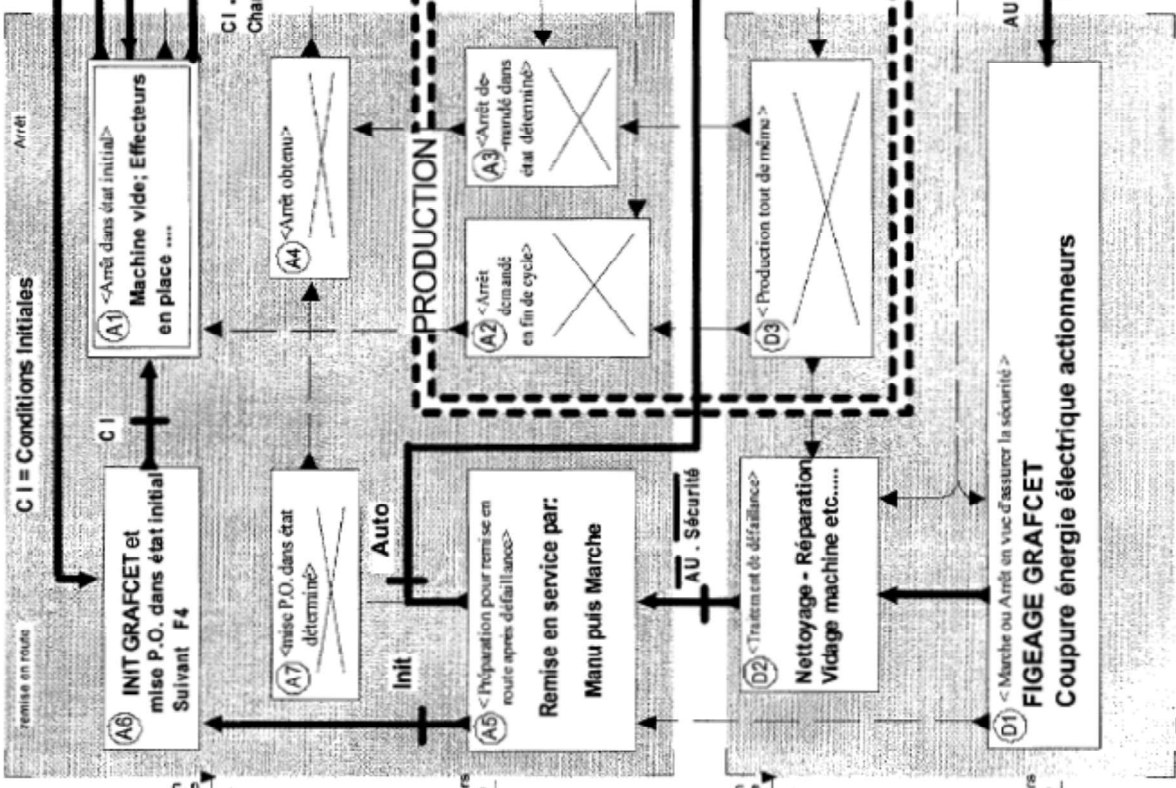 remise en route
C I = Conditions Initiales
Arrêt
A6
INIT GRAFCET et
mise P.O. dans état initial
Suivant F4
C I
A1 <Arrêt dans état initial>
Machine vide; Effecteurs
en place ....
C I .
A7 <mise P.O. dans état
déterminé>
A4 <Arrêt obtenu>
Init
Auto
PRODUCTION
A5 < Préparation pour remise en
route après défaillance>
Remise en service par:
Manu puis Marche
A2 <Arrêt
demandé
en fin de cycle>
A3 <Arrêt de-
-mandé dans
état déterminé>
AU . Sécurité
D2 <Traitement de défaillance>
Nettoyage - Réparation
Vidage machine etc.....
D3 < Production tout de même>
D1 < Marche ou Arrêt en vue d'assurer la sécurité >
FIGEAGE GRAFCET
Coupure énergie électrique actionneurs
AU